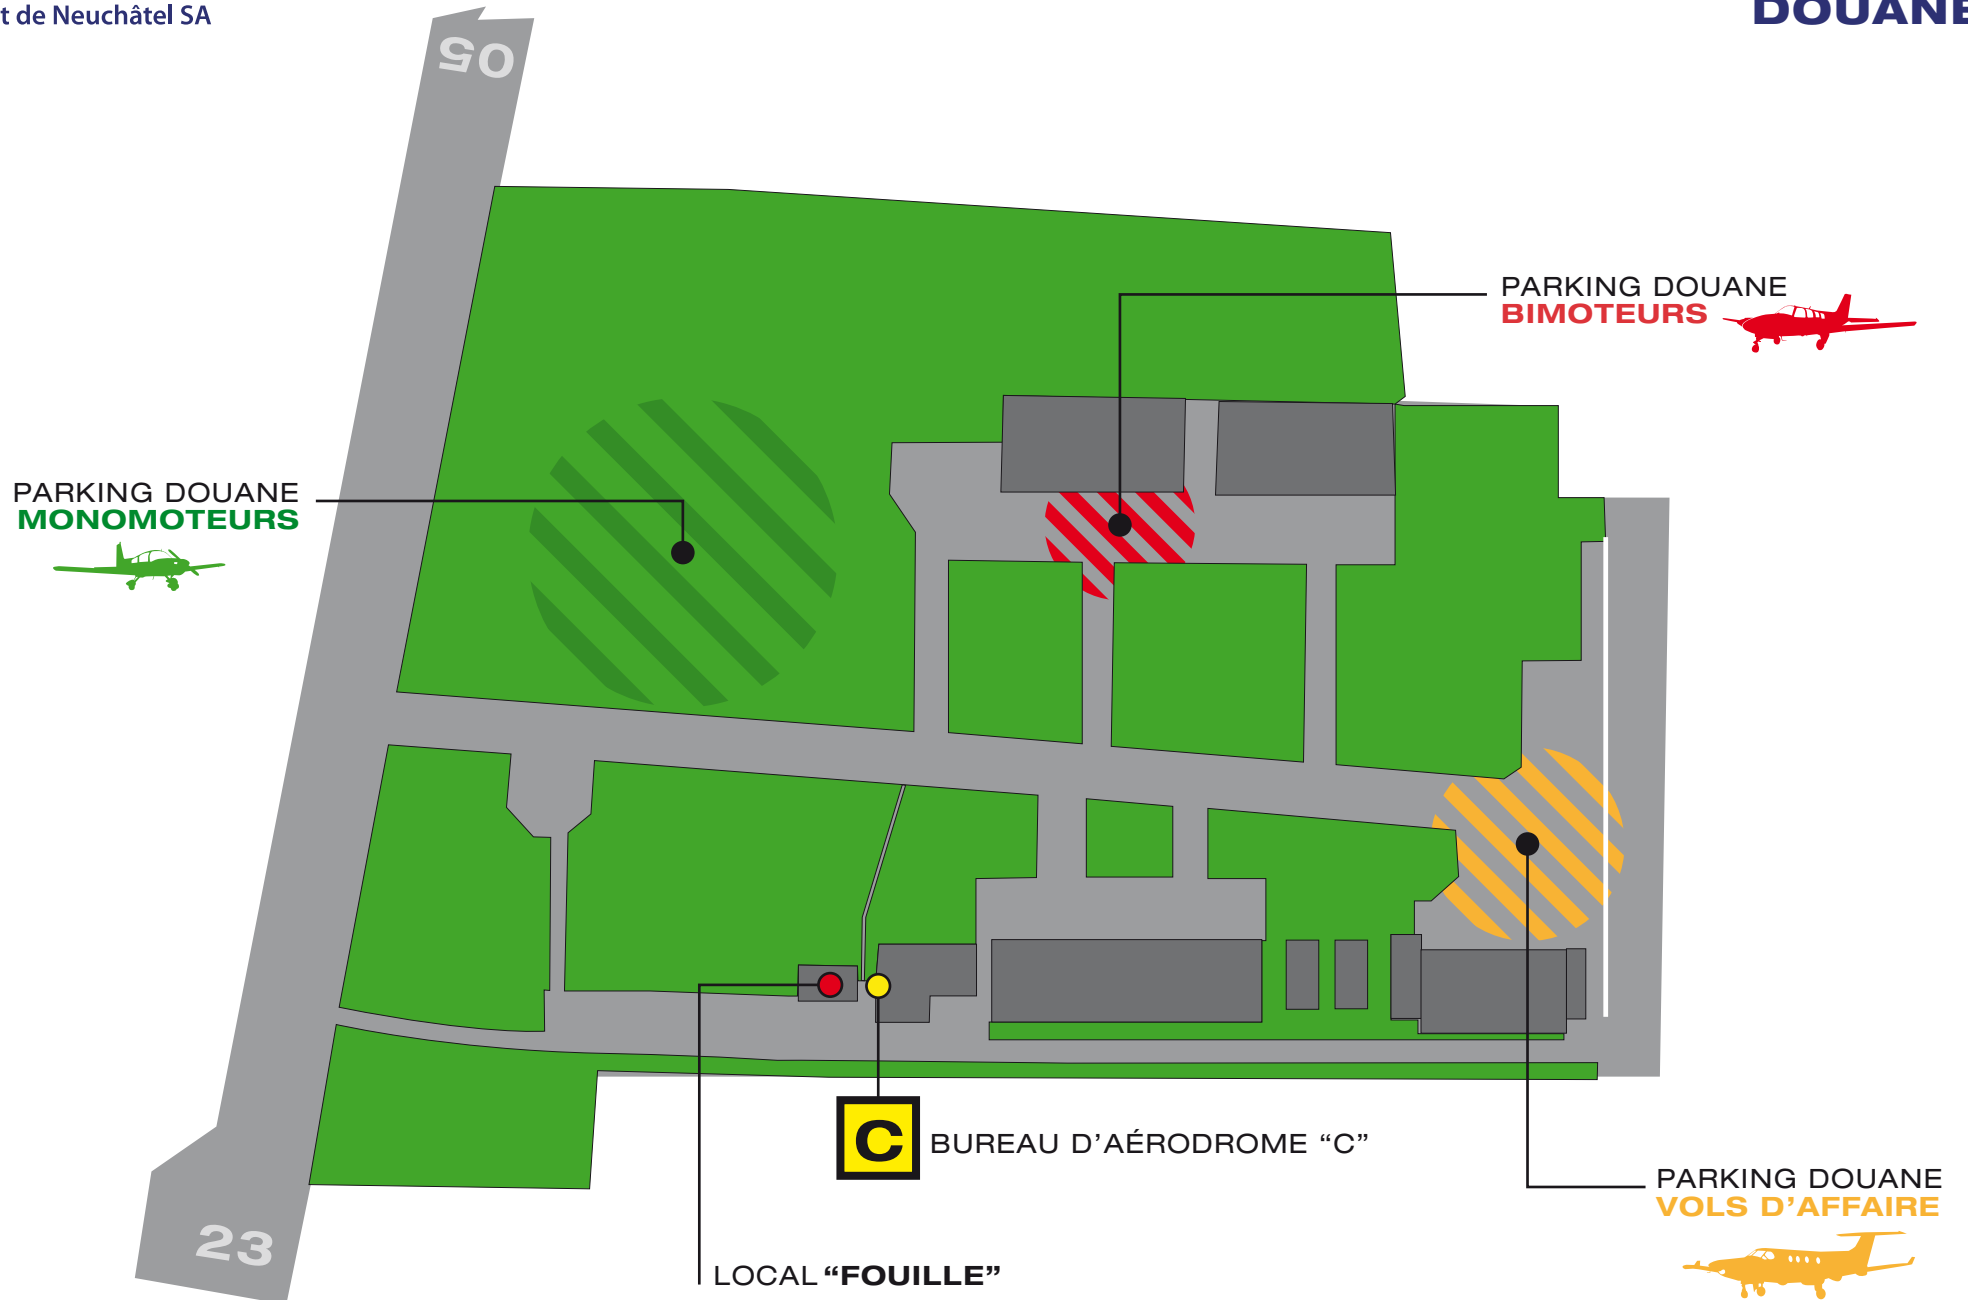 t de Neuchâtel SA
DOUANE
05
PARKING DOUANE
BIMOTEURS
PARKING DOUANE
MONOMOTEURS
C
BUREAU D’AÉRODROME “C”
PARKING DOUANE
VOLS D’AFFAIRE
23
LOCAL “FOUILLE”